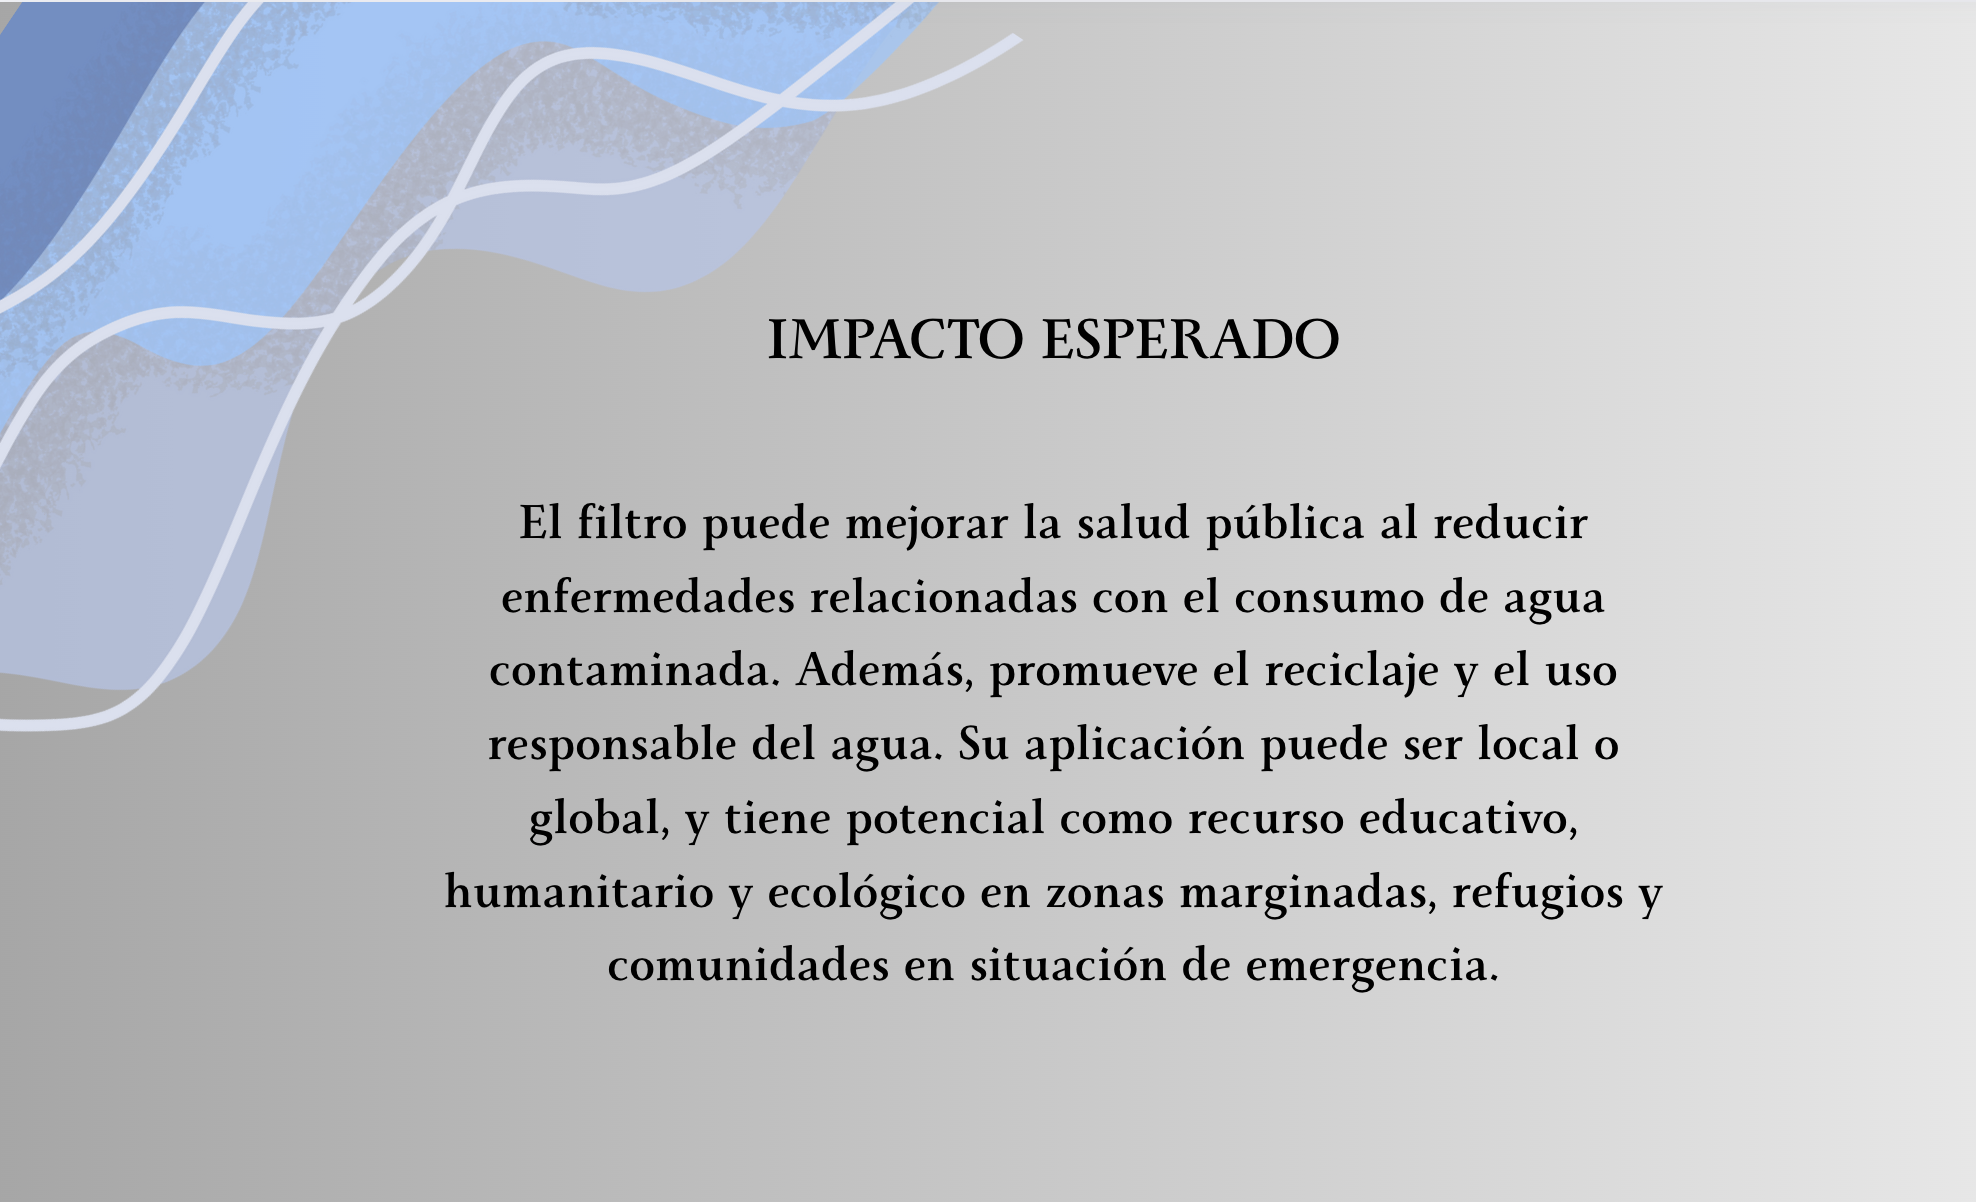 IMPACTO ESPERADO
El filtro puede mejorar la salud pública al reducir
enfermedades relacionadas con el consumo de agua
contaminada. Además, promueve el reciclaje y el uso
responsable del agua. Su aplicación puede ser local o
global, y tiene potencial como recurso educativo,
humanitario y ecológico en zonas marginadas, refugios y
comunidades en situación de emergencia.